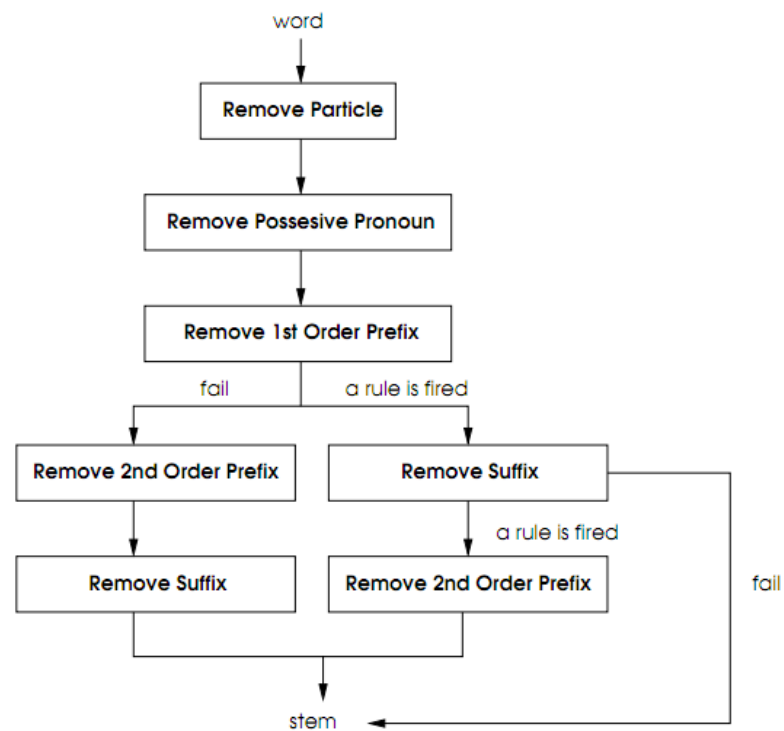 word
Remove Particle
Remove Possesive Pronoun
Remove 1st Order Prefix
fail
a rule is fired
Remove 2nd Order Prefix
Remove Suffix
a rule is fired
Remove Suffix
Remove 2nd Order Prefix
fail
stem